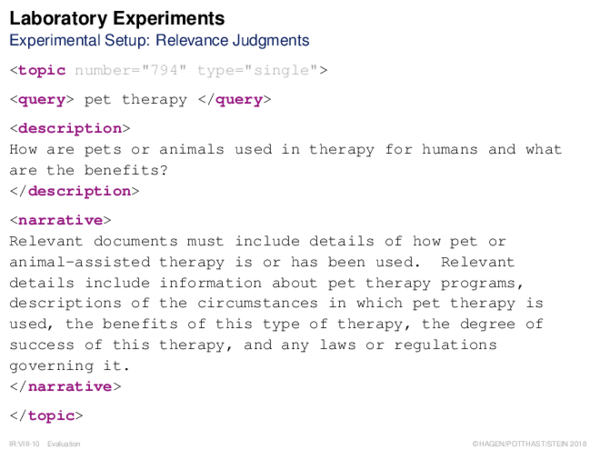 Laboratory Experiments
Experimental Setup: Relevance Judgments
<topic number="794" type="single">
<query> pet therapy </query>
<description>
How are pets or animals used in therapy for humans and what
are the benefits?
</description>
<narrative>
Relevant documents must include details of how pet or
animal-assisted therapy is or has been used. Relevant
details include information about pet therapy programs,
descriptions of the circumstances in which pet therapy is
used, the benefits of this type of therapy, the degree of
success of this therapy, and any laws or regulations
governing it.
</narrative>
</topic>
IR:VIII-10 Evaluation ©HAGEN/POTTHAST/STEIN 2018